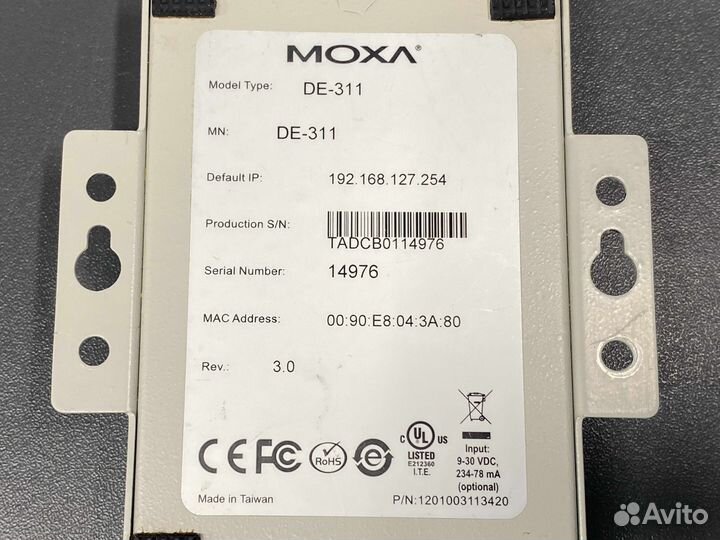 MOXA®
Model Type: DE-311
MN: DE-311
Default IP: 192.168.127.254
Production S/N:
TADCB0114976
Serial Number: 14976
MAC Address: 00:90:E8:04:3A:80
Rev.: 3.0
CE FC RoHS e c UL US
LISTED
E212360
I.T.E.
Input:
9-30 VDC,
234-78 mA
(optional)
Made in Taiwan P/N:1201003113420
Avito